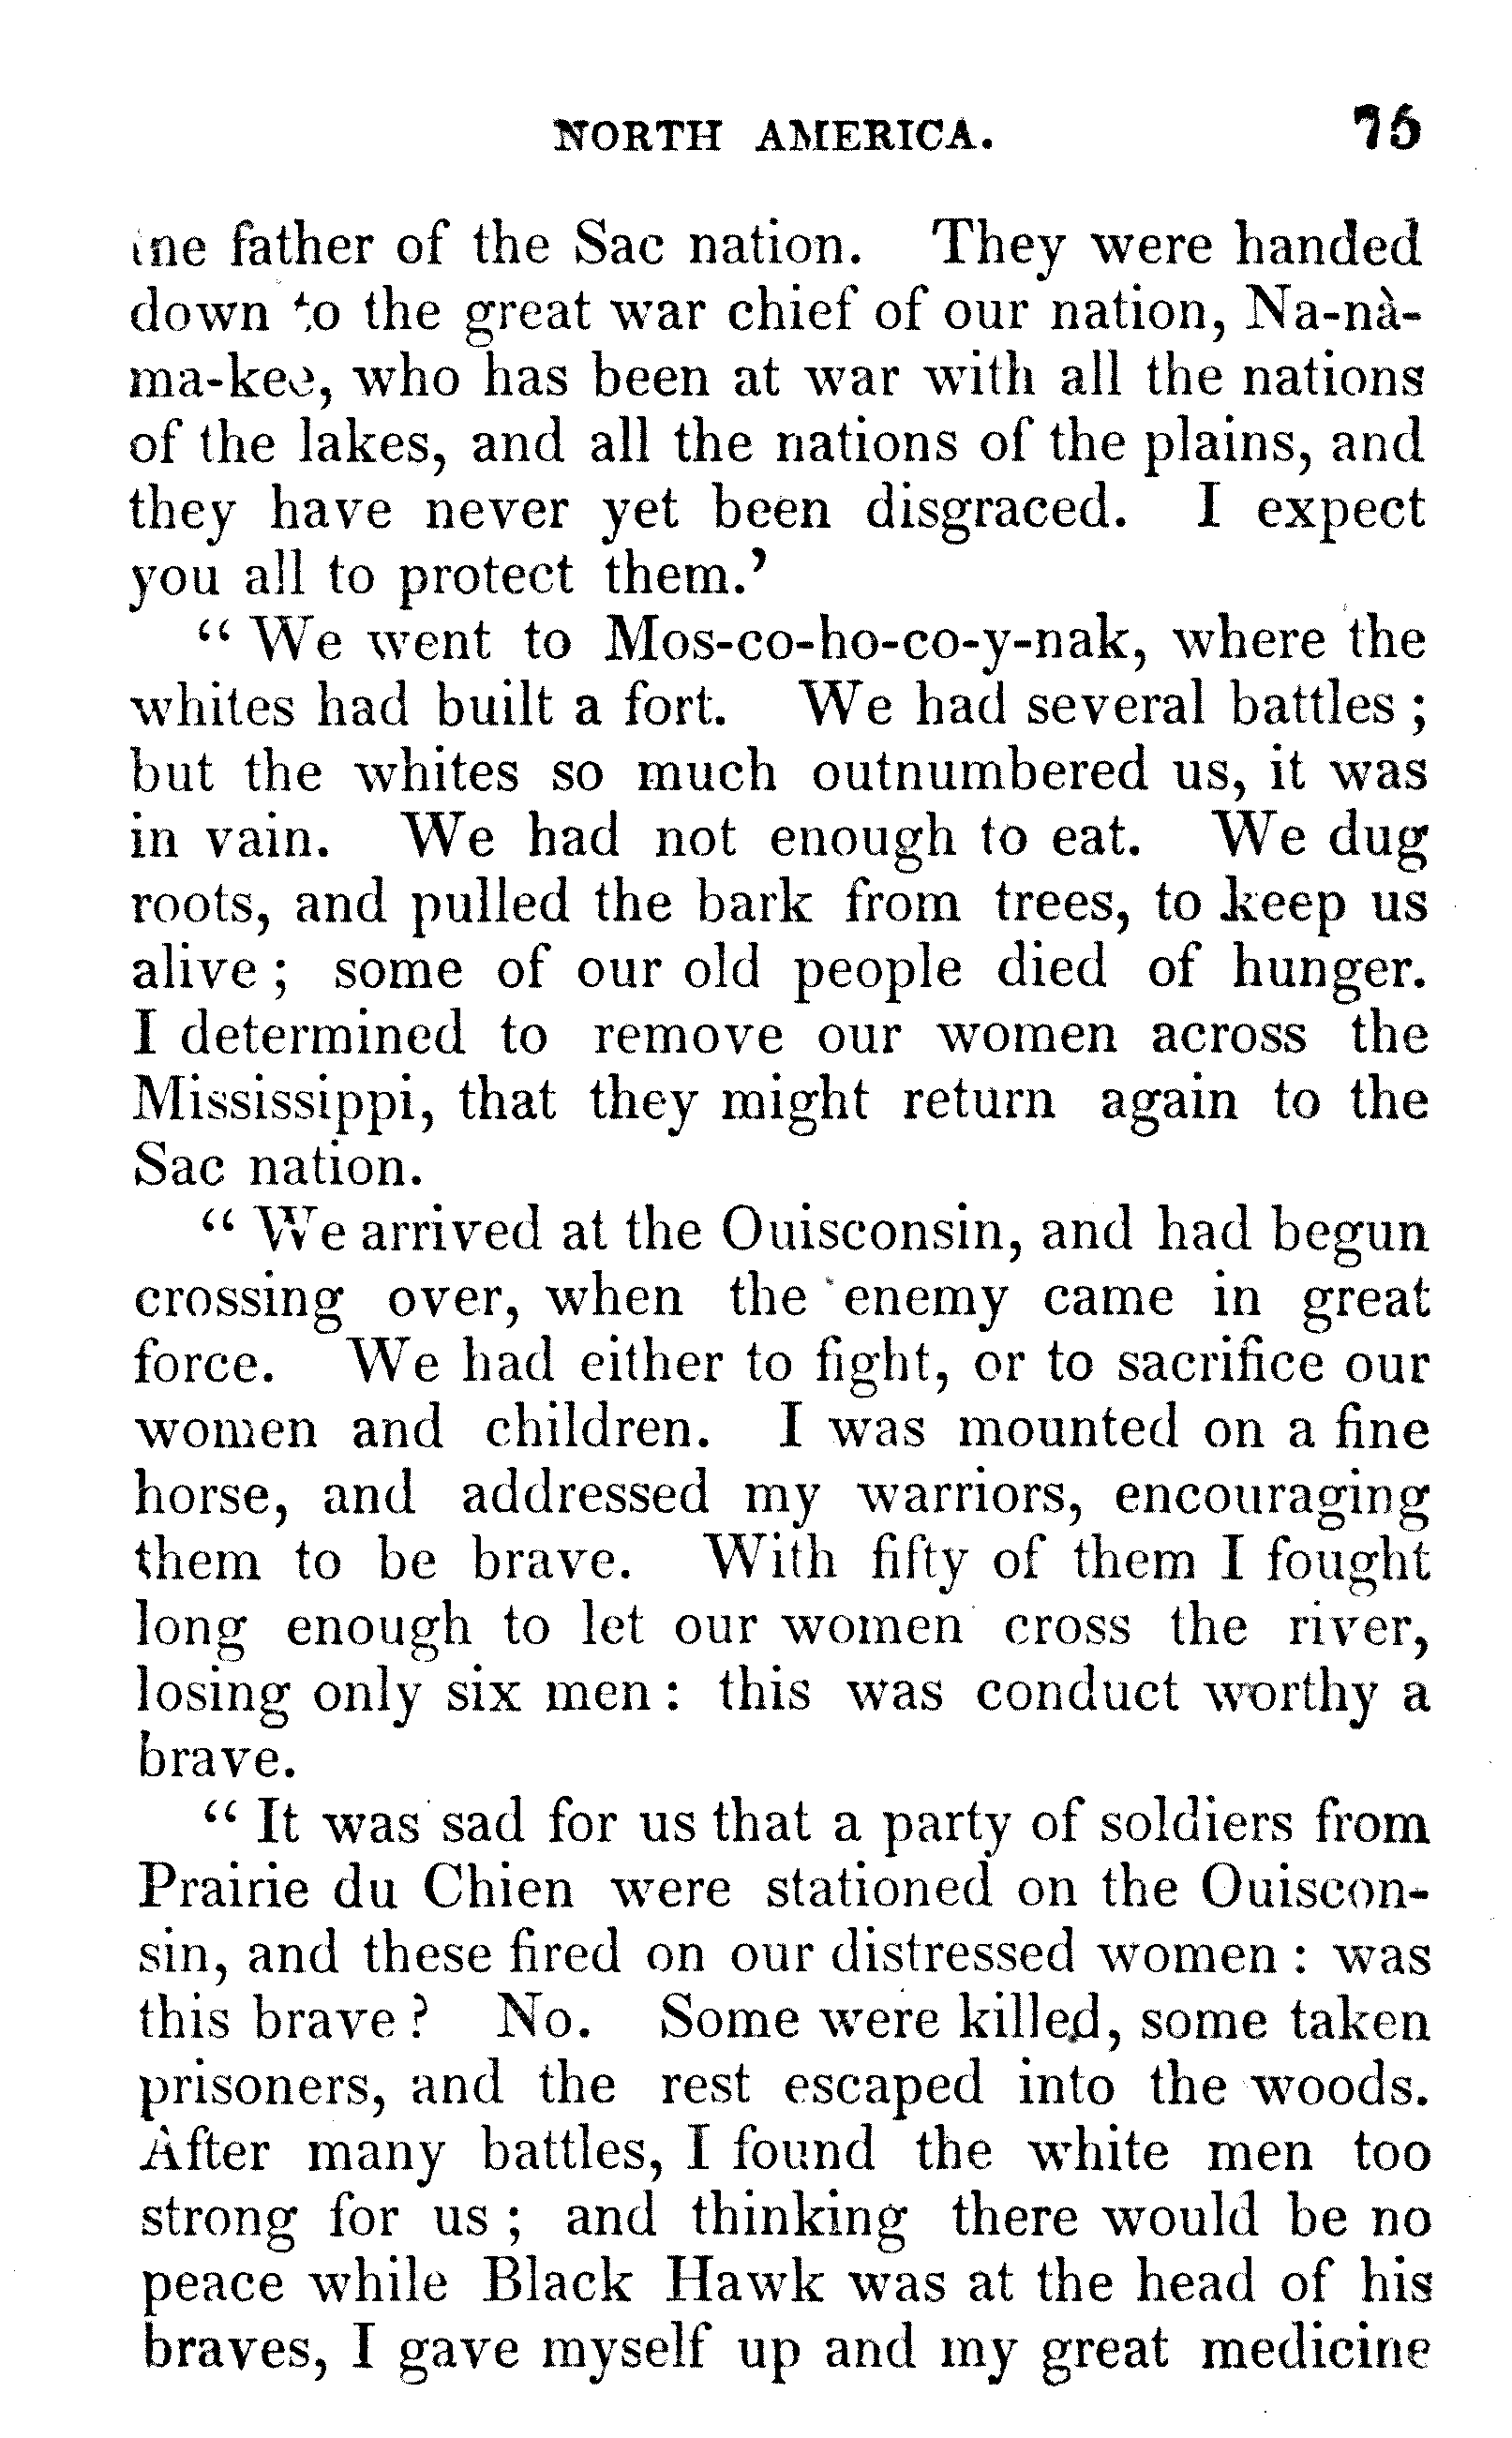 NORTH AMERICA. 75
the father of the Sac nation. They were handed
down to the great war chief of our nation, Na-nà-
ma-kee, who has been at war with all the nations
of the lakes, and all the nations of the plains, and
they have never yet been disgraced. I expect
you all to protect them.'
“ We went to Mos-co-ho-co-y-nak, where the
whites had built a fort. We had several battles ;
but the whites so much outnumbered us, it was
in vain. We had not enough to eat. We dug
roots, and pulled the bark from trees, to keep us
alive ; some of our old people died of hunger.
I determined to remove our women across the
Mississippi, that they might return again to the
Sac nation.
“ We arrived at the Ouisconsin, and had begun
crossing over, when the enemy came in great
force. We had either to fight, or to sacrifice our
women and children. I was mounted on a fine
horse, and addressed my warriors, encouraging
them to be brave. With fifty of them I fought
long enough to let our women cross the river,
losing only six men : this was conduct worthy a
brave.
“ It was sad for us that a party of soldiers from
Prairie du Chien were stationed on the Ouiscon-
sin, and these fired on our distressed women : was
this brave ? No. Some were killed, some taken
prisoners, and the rest escaped into the woods.
After many battles, I found the white men too
strong for us ; and thinking there would be no
peace while Black Hawk was at the head of his
braves, I gave myself up and my great medicine